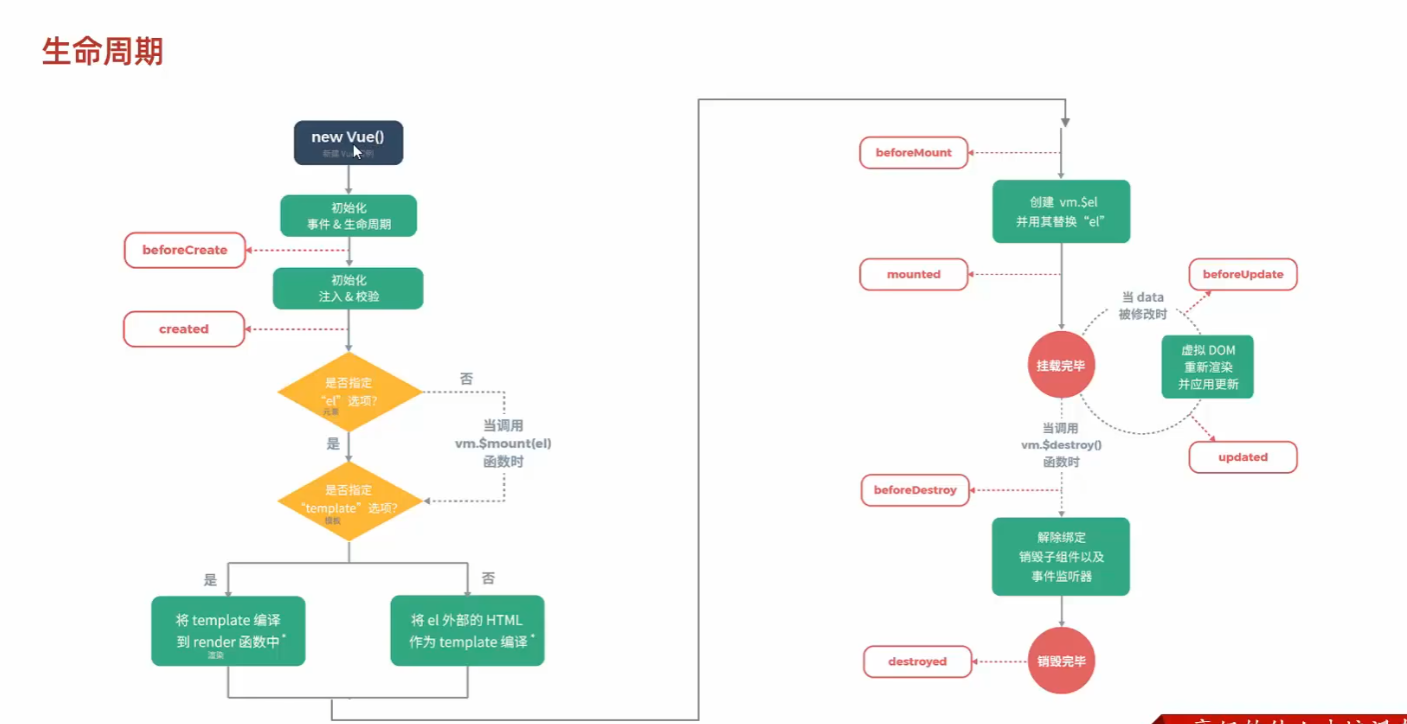 生命周期
new Vue()
初始化
事件 & 生命周期
beforeCreate
初始化
注入 & 校验
created
是否指定
“el”选项?
元素
否
是
当调用
vm.$mount(el)
函数时
是否指定
“template”选项?
模板
是
否
将 template 编译
到 render 函数中*
渲染
将 el 外部的 HTML
作为 template 编译*
beforeMount
创建 vm.$el
并用其替换“el”
mounted
beforeUpdate
当 data
被修改时
挂载完毕
虚拟 DOM
重新渲染
并应用更新
updated
当调用
vm.$destroy()
函数时
beforeDestroy
解除绑定
销毁子组件以及
事件监听器
destroyed
销毁完毕